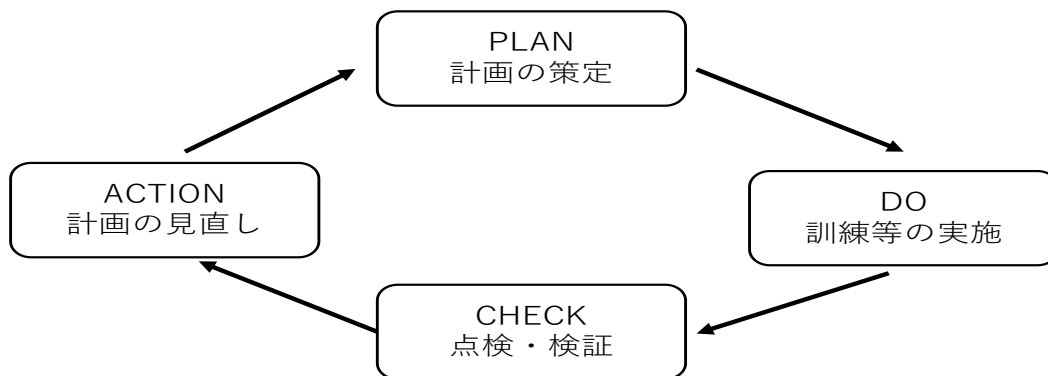 PLAN
計画の策定
ACTION
計画の見直し
DO
訓練等の実施
CHECK
点検・検証